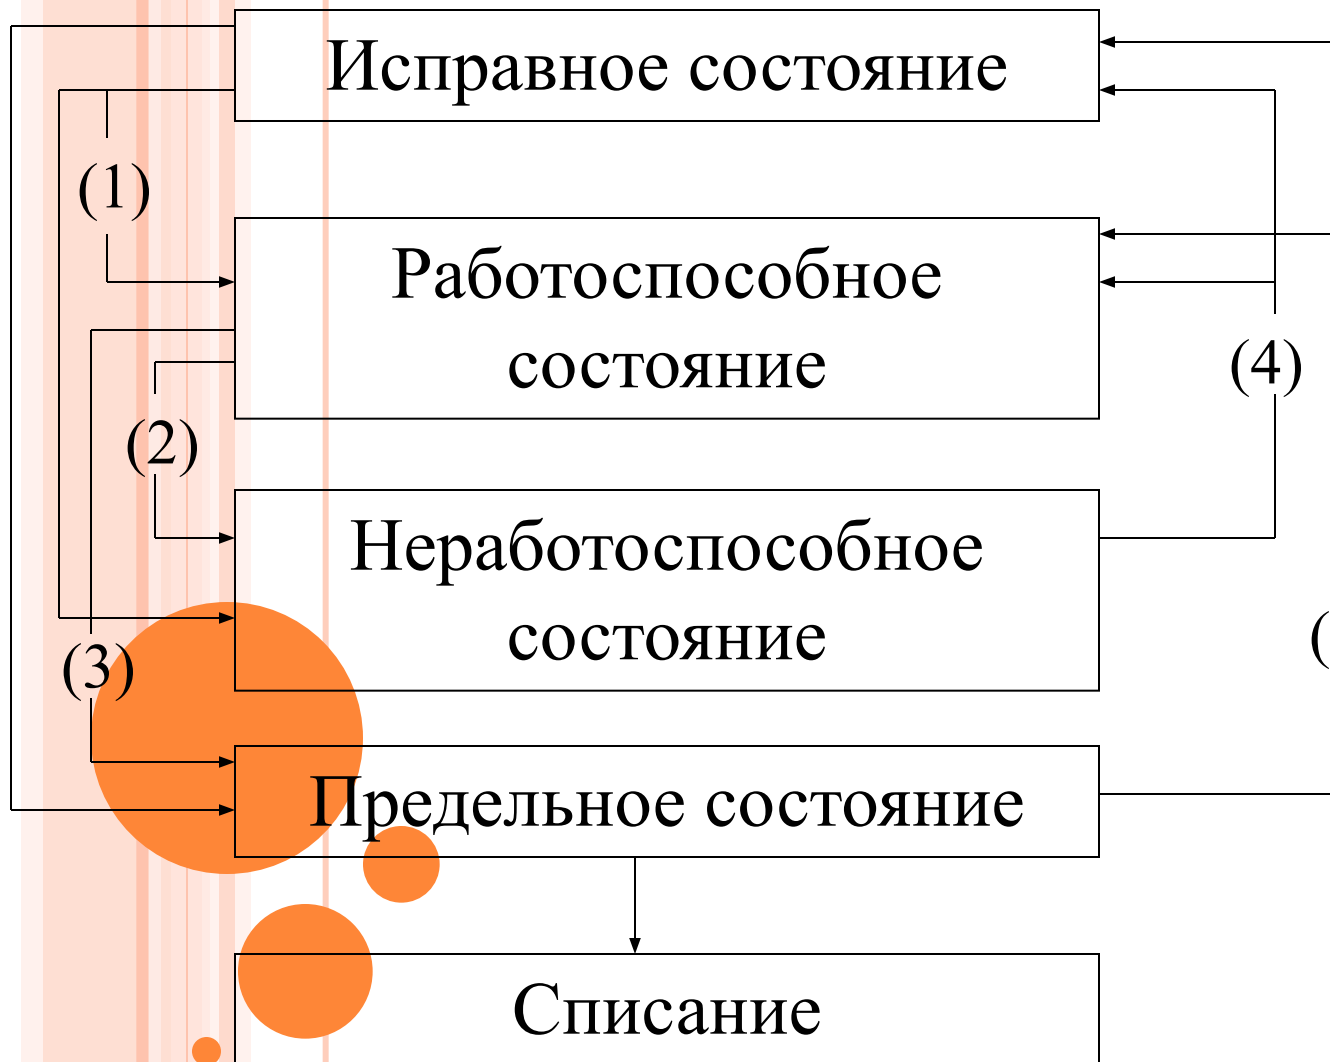 Исправное состояние
(1)
Работоспособное
состояние
(4)
(2)
Неработоспособное
состояние
(
(3)
Предельное состояние
Списание